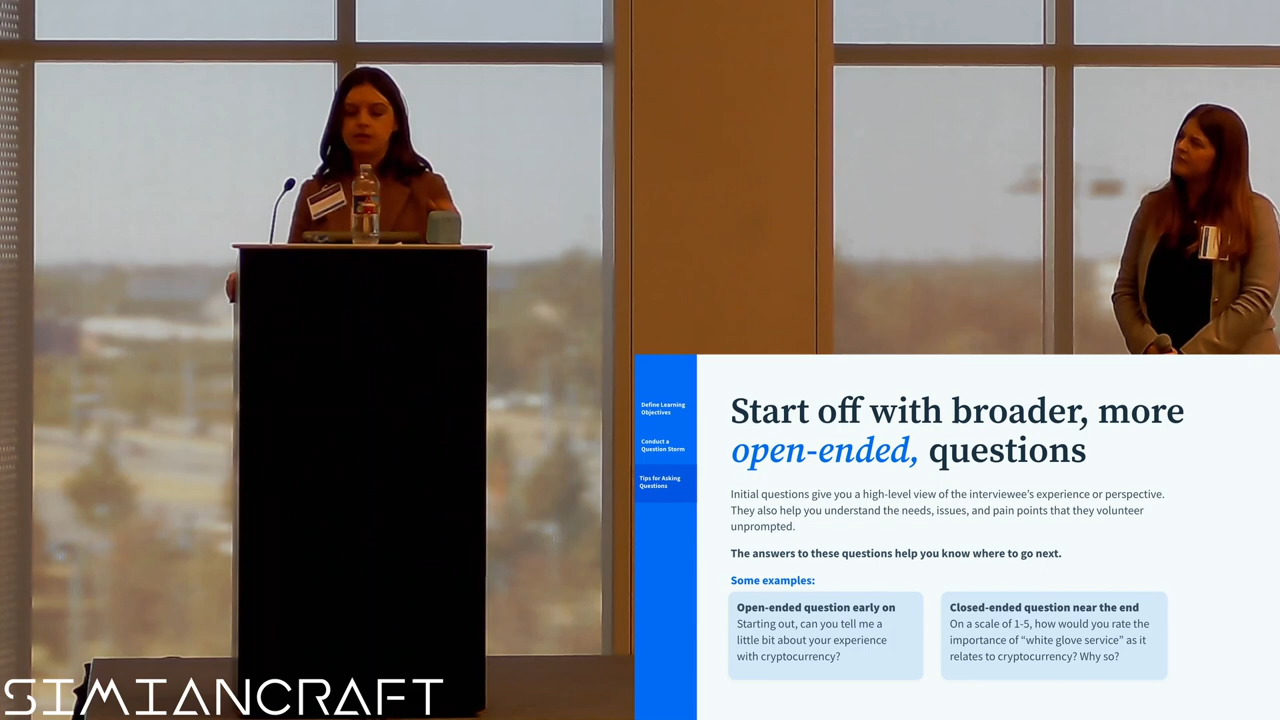 SIMIANCRAFT
Define Learning
Objectives
Conduct a
Question Storm
Tips for Asking
Questions
Start off with broader, more
open-ended, questions
Initial questions give you a high-level view of the interviewee's experience or perspective.
They also help you understand the needs, issues, and pain points that they volunteer
unprompted.
The answers to these questions help you know where to go next.
Some examples:
Open-ended question early on
Starting out, can you tell me a
little bit about your experience
with cryptocurrency?
Closed-ended question near the end
On a scale of 1-5, how would you rate the
importance of “white glove service” as it
relates to cryptocurrency? Why so?